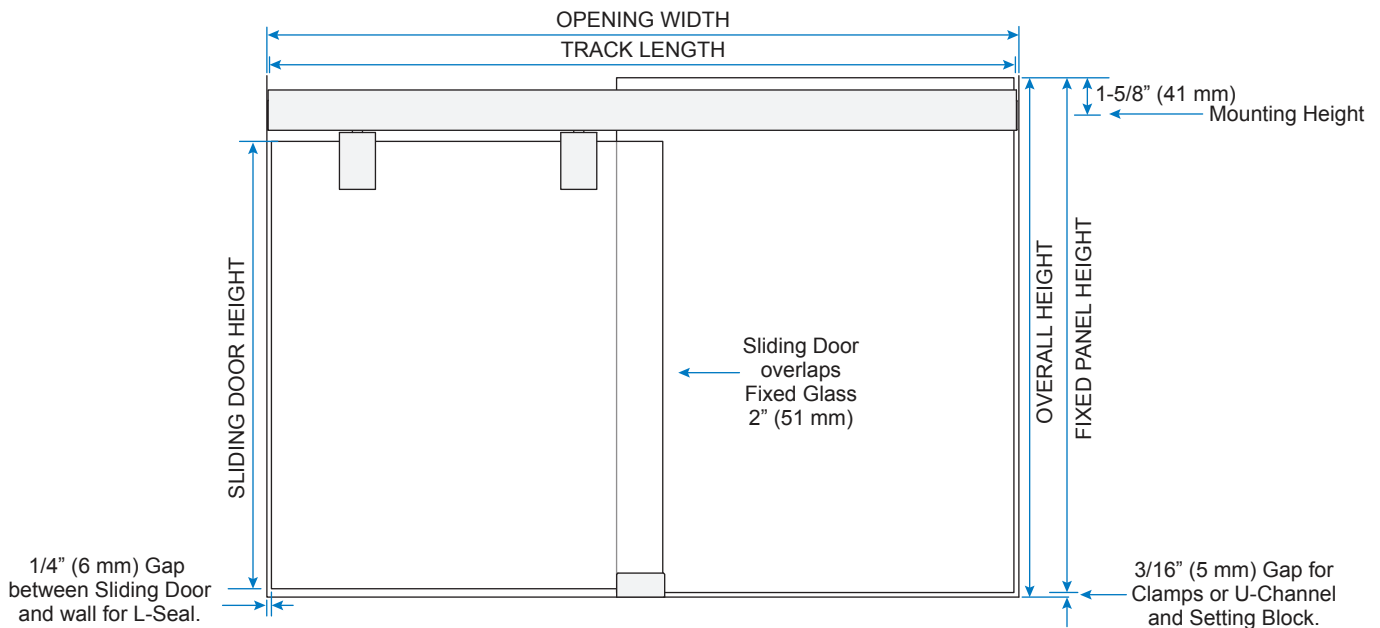 OPENING WIDTH
TRACK LENGTH
1-5/8” (41 mm)
Mounting Height
SLIDING DOOR HEIGHT
OVERALL HEIGHT
FIXED PANEL HEIGHT
Sliding Door
overlaps
Fixed Glass
2” (51 mm)
1/4” (6 mm) Gap
between Sliding Door
and wall for L-Seal.
3/16” (5 mm) Gap for
Clamps or U-Channel
and Setting Block.